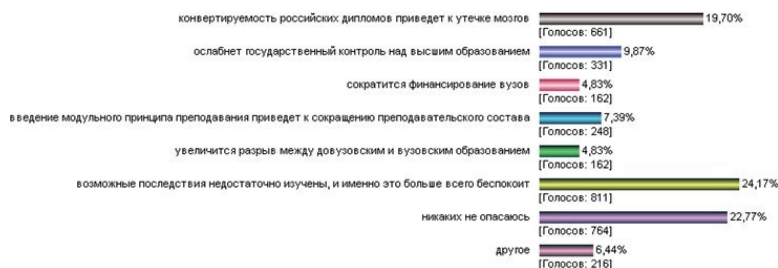 конвертируемость российских дипломов приведет к утечке мозгов 19,70%
[Голосов: 661]
ослабнет государственный контроль над высшим образованием 9,87%
[Голосов: 331]
сократится финансирование вузов 4,83%
[Голосов: 162]
введение модульного принципа преподавания приведет к сокращению преподавательского состава 7,39%
[Голосов: 248]
увеличится разрыв между довузовским и вузовским образованием 4,83%
[Голосов: 162]
возможные последствия недостаточно изучены, и именно это больше всего беспокоит 24,17%
[Голосов: 811]
никаких не опасаюсь 22,77%
[Голосов: 764]
другое 6,44%
[Голосов: 216]